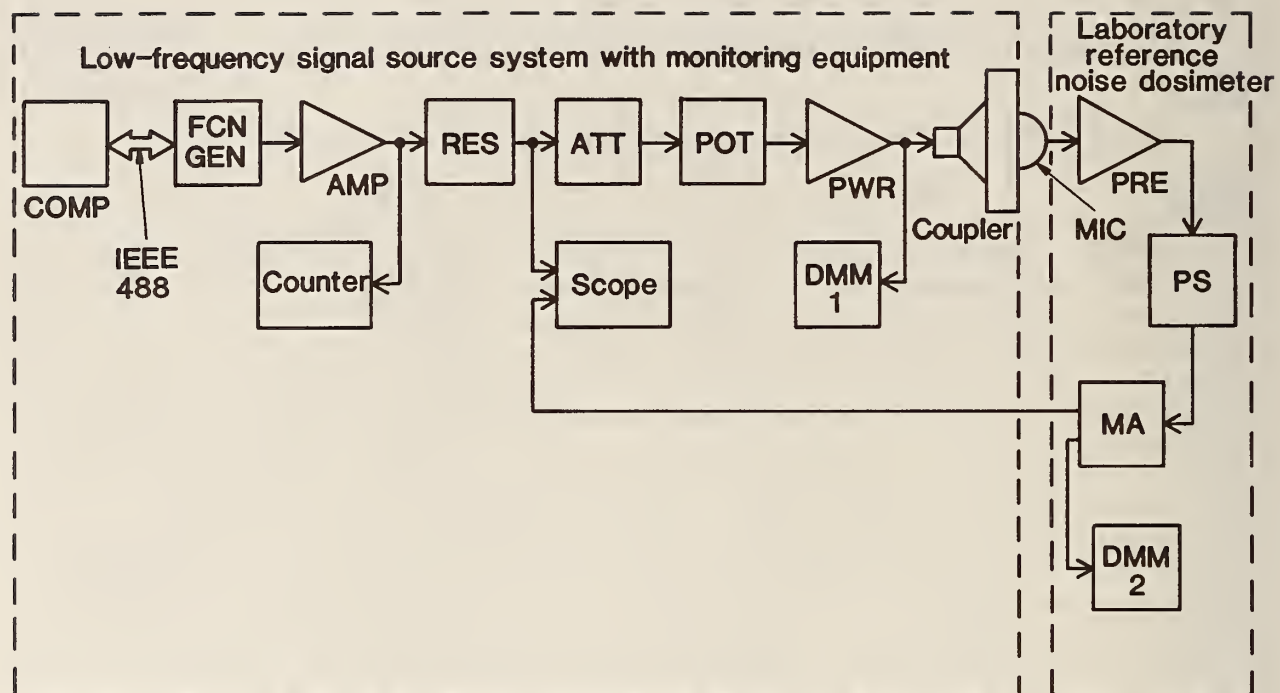 Low-frequency signal source system with monitoring equipment
Laboratory
reference
noise dosimeter
COMP
IEEE
488
FCN
GEN
AMP
Counter
RES
Scope
ATT
POT
PWR
DMM
1
Coupler
MIC
PRE
PS
MA
DMM
2